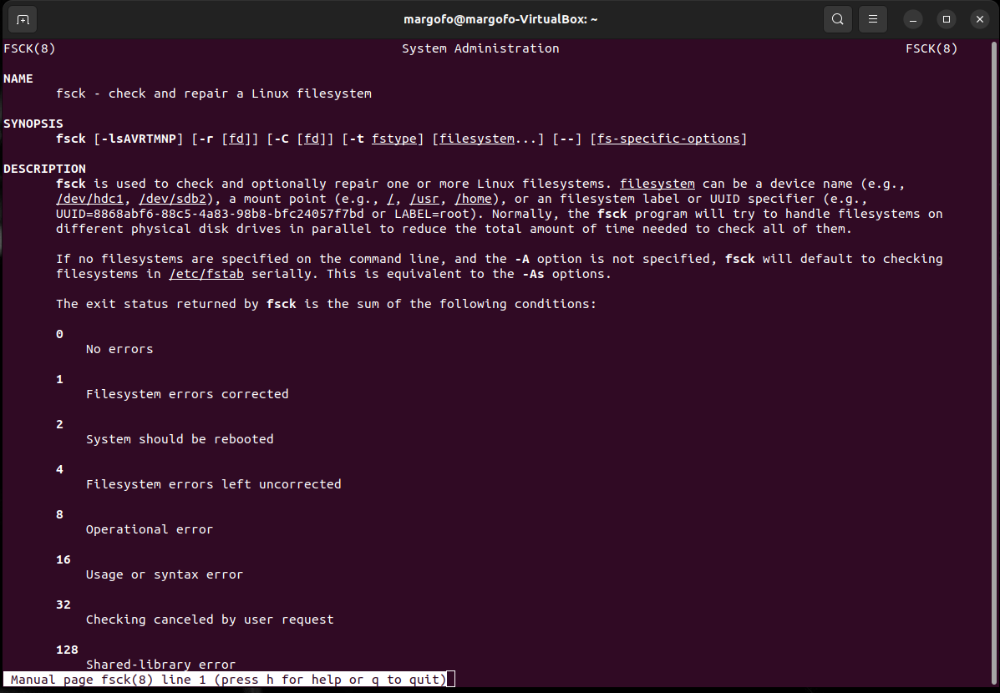 margofo@margofo-VirtualBox: ~
FSCK(8) System Administration FSCK(8)
NAME
fsck - check and repair a Linux filesystem
SYNOPSIS
fsck [-lsAVRTMNP] [-r [fd]] [-C [fd]] [-t fstype] [filesystem...] [--] [fs-specific-options]
DESCRIPTION
fsck is used to check and optionally repair one or more Linux filesystems. filesystem can be a device name (e.g.,
/dev/hdc1, /dev/sdb2), a mount point (e.g., /, /usr, /home), or an filesystem label or UUID specifier (e.g.,
UUID=8868abf6-88c5-4a83-98b8-bfc24057f7bd or LABEL=root). Normally, the fsck program will try to handle filesystems on
different physical disk drives in parallel to reduce the total amount of time needed to check all of them.
If no filesystems are specified on the command line, and the -A option is not specified, fsck will default to checking
filesystems in /etc/fstab serially. This is equivalent to the -As options.
The exit status returned by fsck is the sum of the following conditions:
0
No errors
1
Filesystem errors corrected
2
System should be rebooted
4
Filesystem errors left uncorrected
8
Operational error
16
Usage or syntax error
32
Checking canceled by user request
128
Shared-library error
Manual page fsck(8) line 1 (press h for help or q to quit)